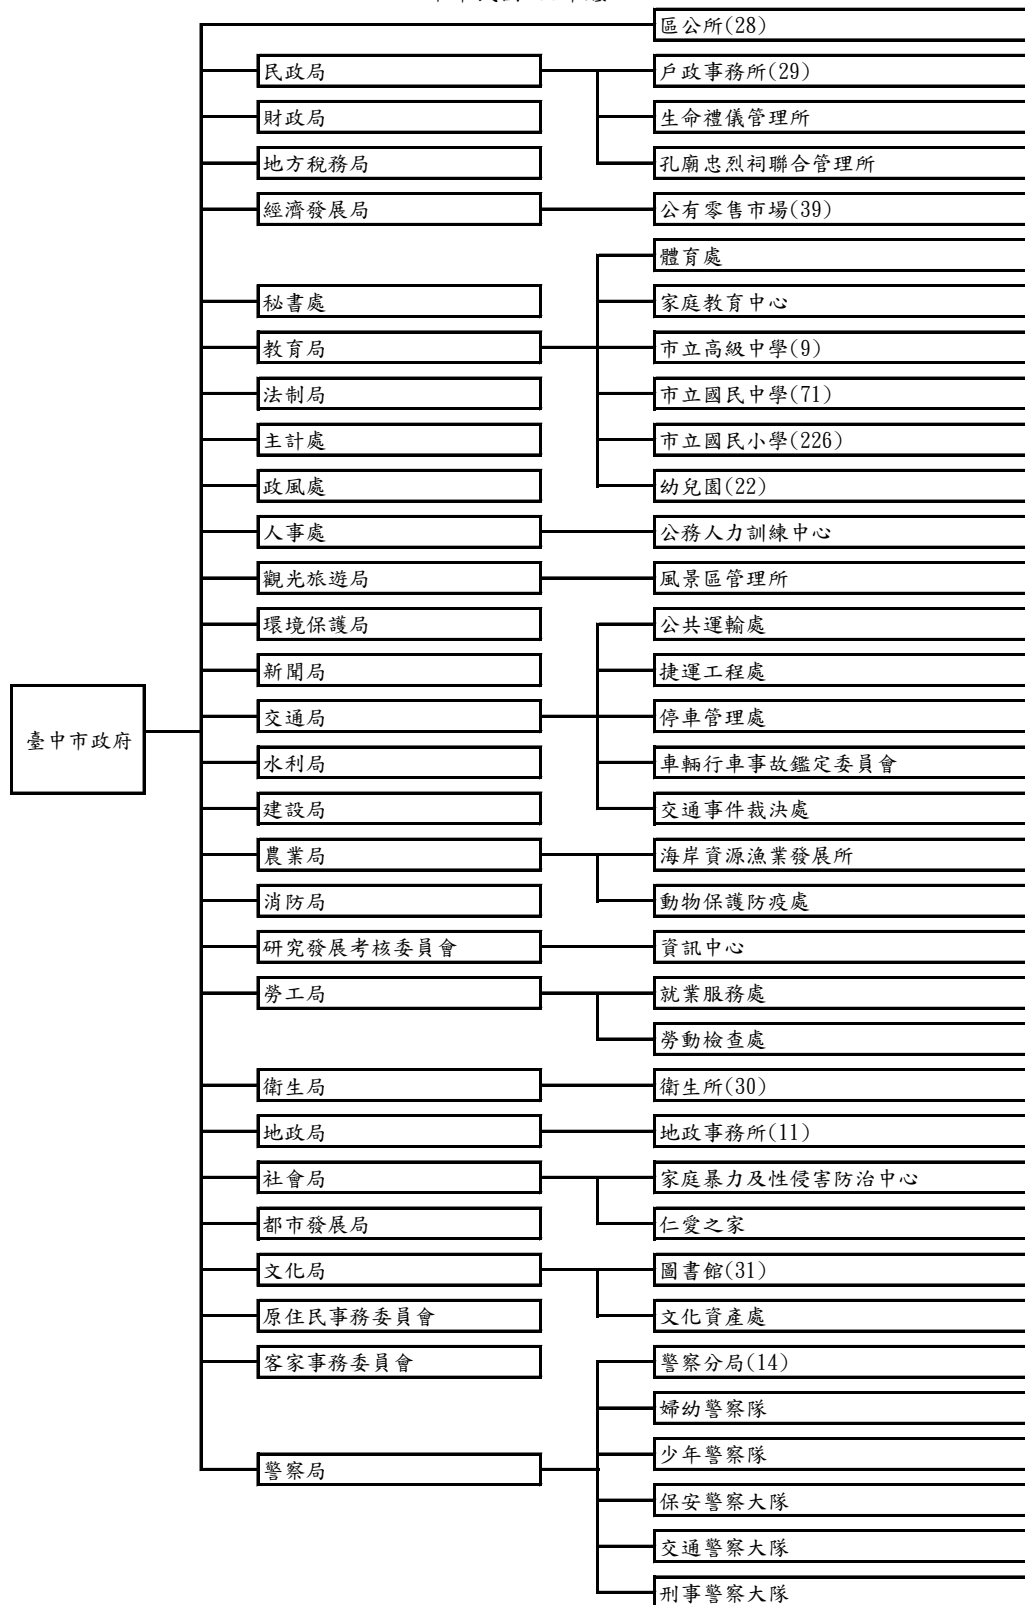 區公所(28)
民政局
戶政事務所(29)
財政局
生命禮儀管理所
地方稅務局
孔廟忠烈祠聯合管理所
經濟發展局
公有零售市場(39)
體育處
秘書處
家庭教育中心
教育局
市立高級中學(9)
法制局
市立國民中學(71)
主計處
市立國民小學(226)
政風處
幼兒園(22)
人事處
公務人力訓練中心
觀光旅遊局
風景區管理所
環境保護局
公共運輸處
新聞局
捷運工程處
交通局
停車管理處
臺中市政府
水利局
車輛行車事故鑑定委員會
建設局
交通事件裁決處
農業局
海岸資源漁業發展所
消防局
動物保護防疫處
研究發展考核委員會
資訊中心
勞工局
就業服務處
勞動檢查處
衛生局
衛生所(30)
地政局
地政事務所(11)
社會局
家庭暴力及性侵害防治中心
都市發展局
仁愛之家
文化局
圖書館(31)
原住民事務委員會
文化資產處
客家事務委員會
警察分局(14)
婦幼警察隊
少年警察隊
警察局
保安警察大隊
交通警察大隊
刑事警察大隊